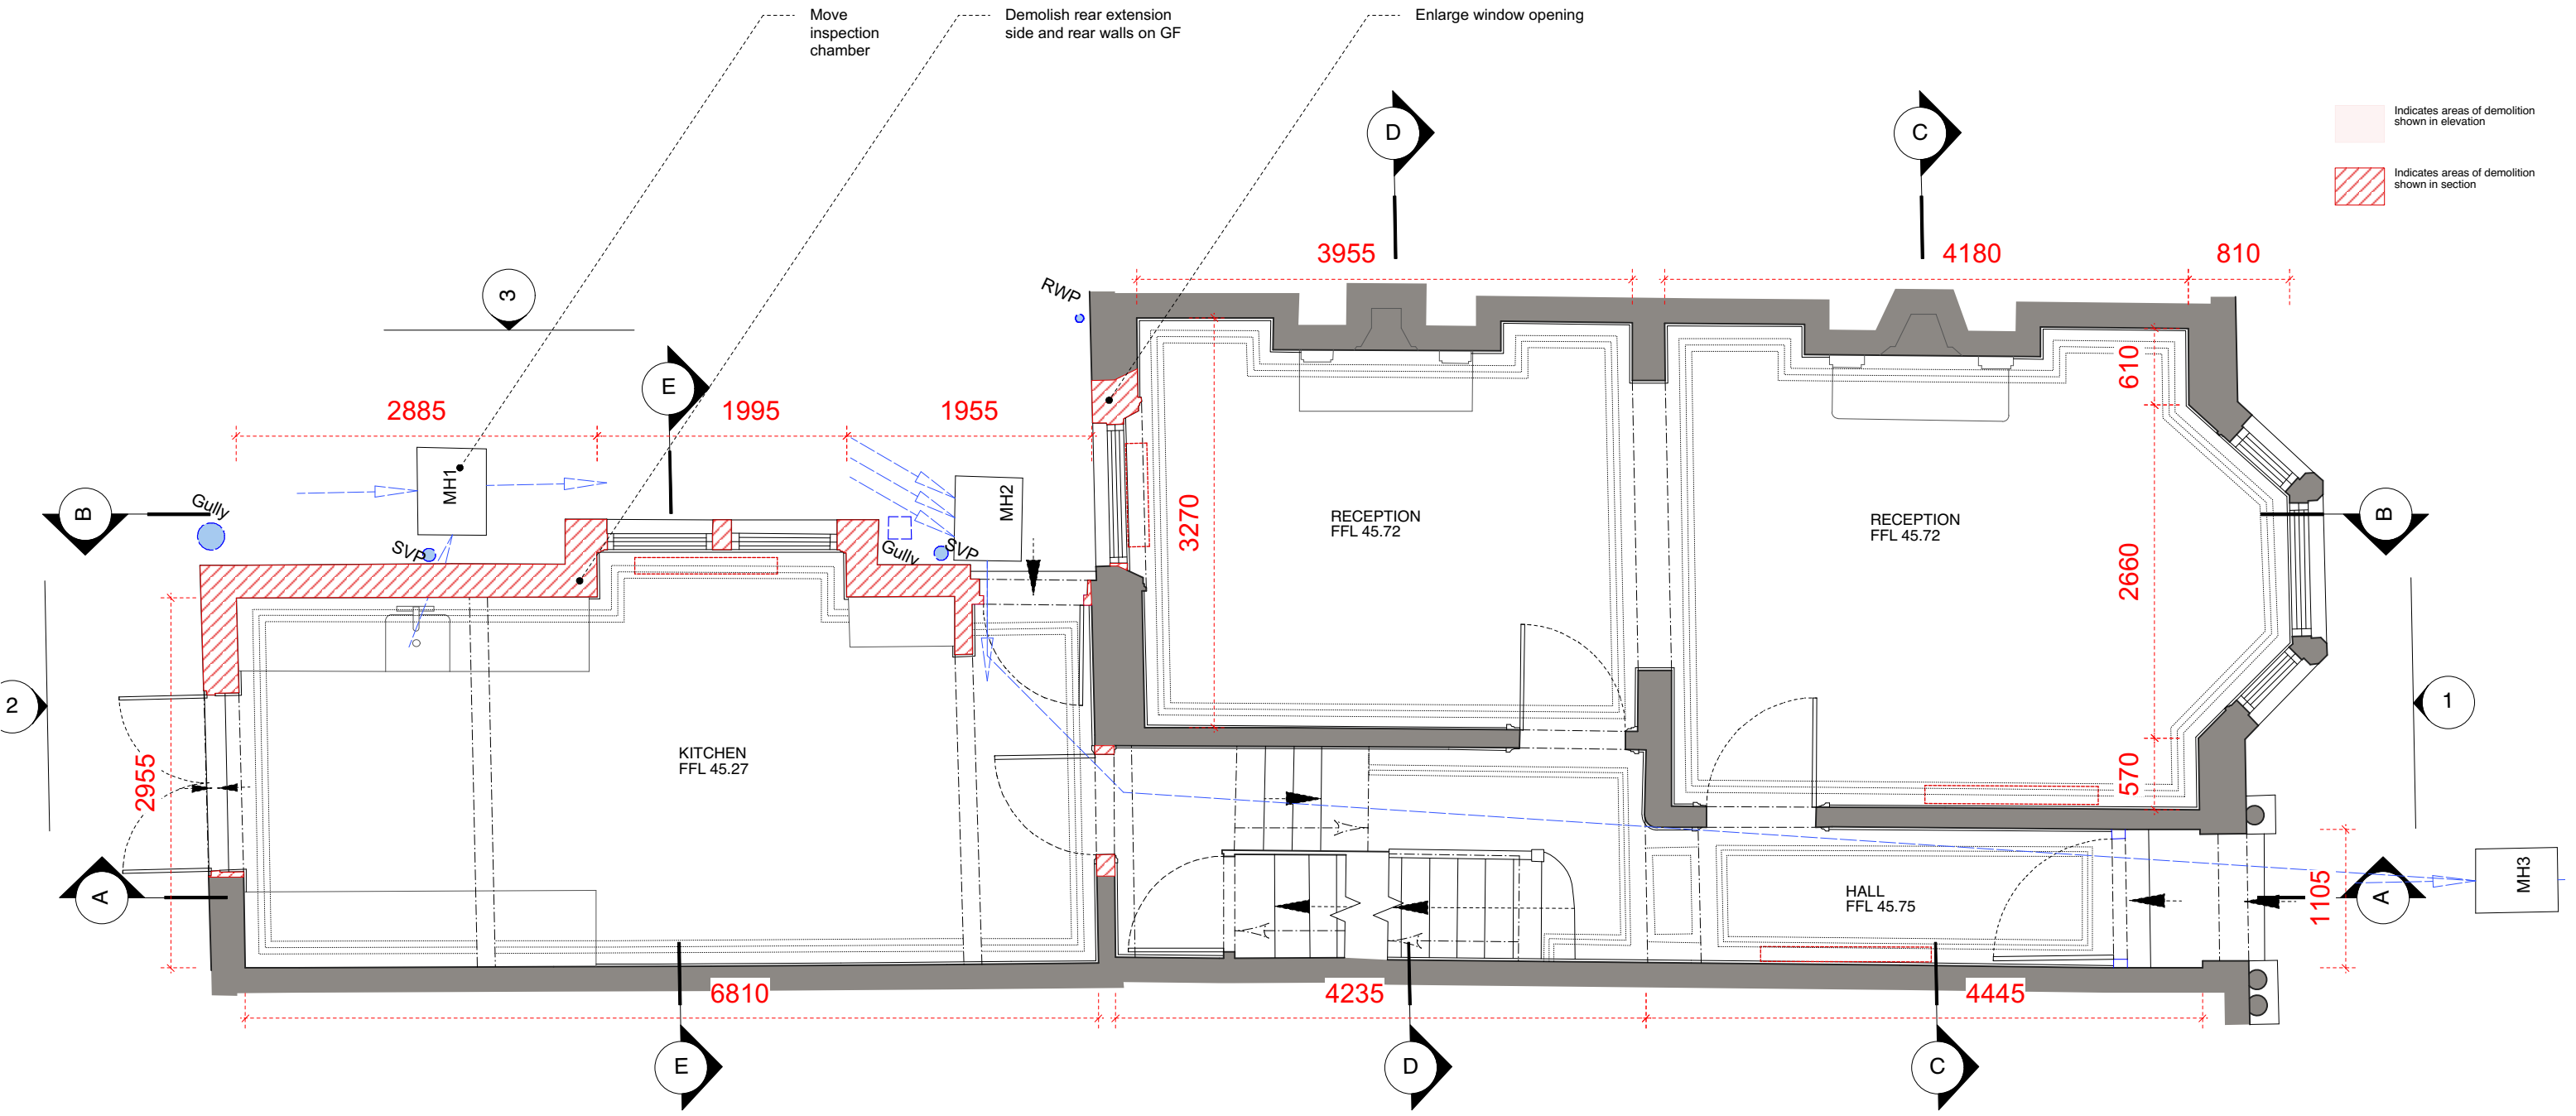 Move
inspection
chamber
Demolish rear extension
side and rear walls on GF
Enlarge window opening
Indicates areas of demolition
shown in elevation
Indicates areas of demolition
shown in section
D
C
3955
4180
810
3
RWP
E
2885
1995
1955
610
MH1
MH2
B
Gully
SVP
Gully
SVP
3270
RECEPTION
FFL 45.72
RECEPTION
FFL 45.72
B
2660
2
1
KITCHEN
FFL 45.27
2955
570
A
HALL
FFL 45.75
1105
A
MH3
6810
4235
4445
E
D
C